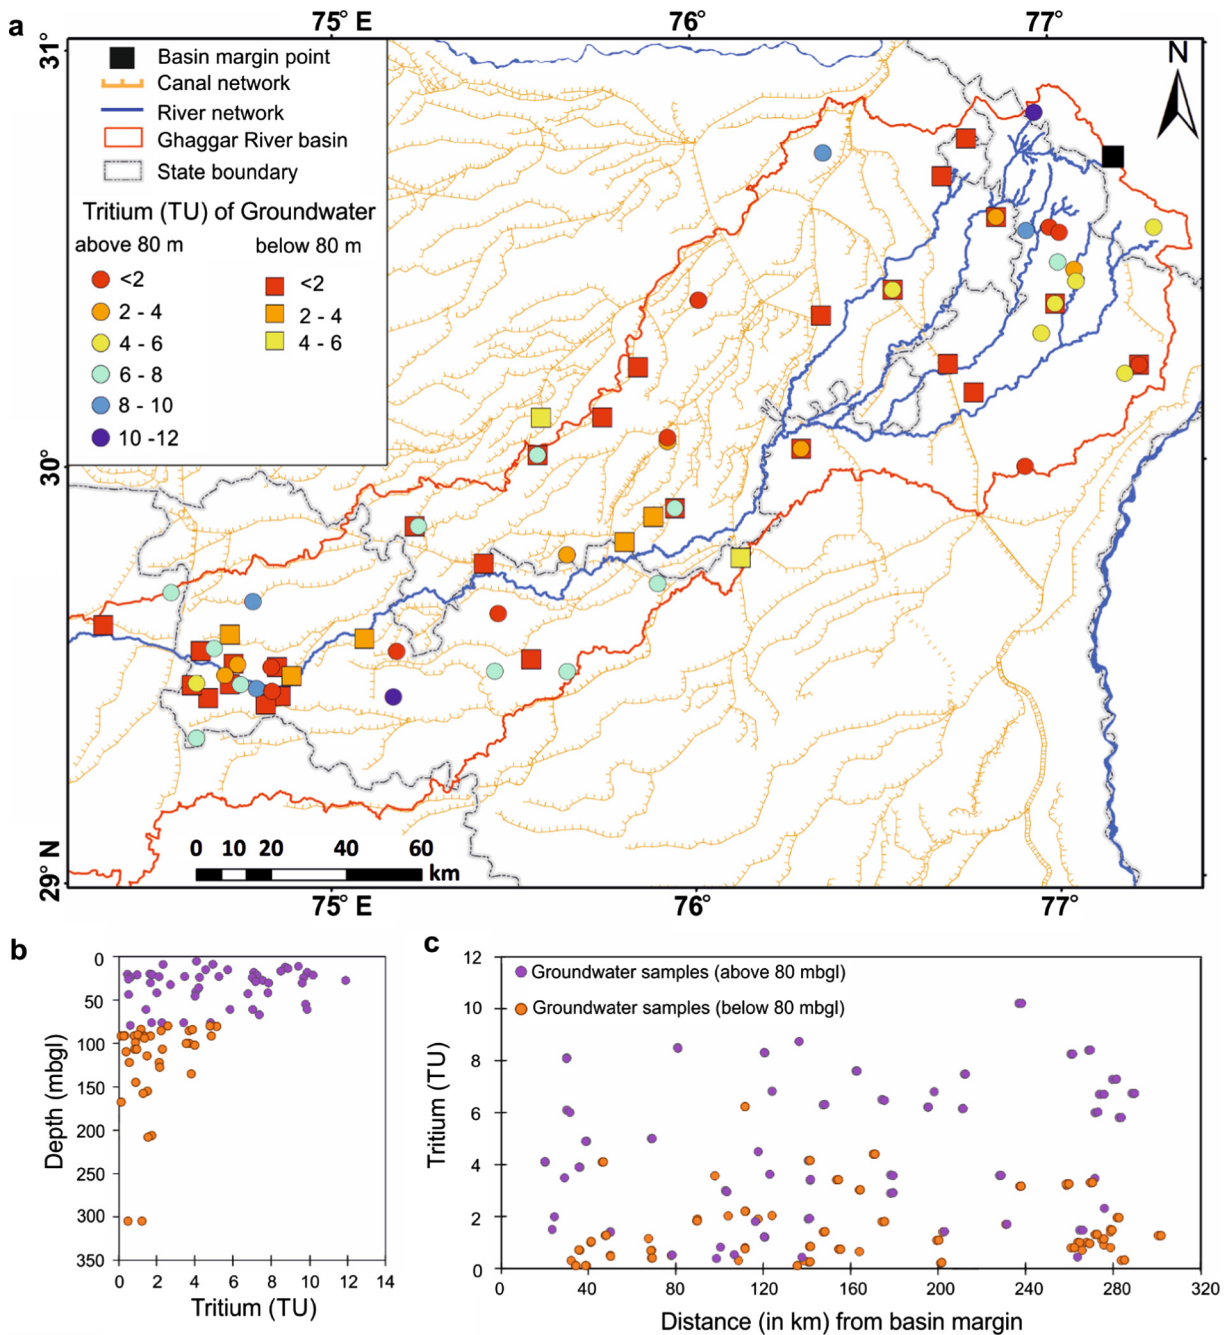 a
75° E
76°
77°
31°
N
Basin margin point
Canal network
River network
Ghaggar River basin
State boundary
Tritium (TU) of Groundwater
above 80 m
below 80 m
<2
<2
2 - 4
2 - 4
4 - 6
4 - 6
6 - 8
8 - 10
10 -12
30°
0 10 20 40 60
km
29° N
75° E
76°
77°
b
0
50
100
150
200
250
300
350
Depth (mbgl)
0 2 4 6 8 10 12 14
Tritium (TU)
c
12
10
8
6
4
2
0
Tritium (TU)
Groundwater samples (above 80 mbgl)
Groundwater samples (below 80 mbgl)
0 40 80 120 160 200 240 280 320
Distance (in km) from basin margin